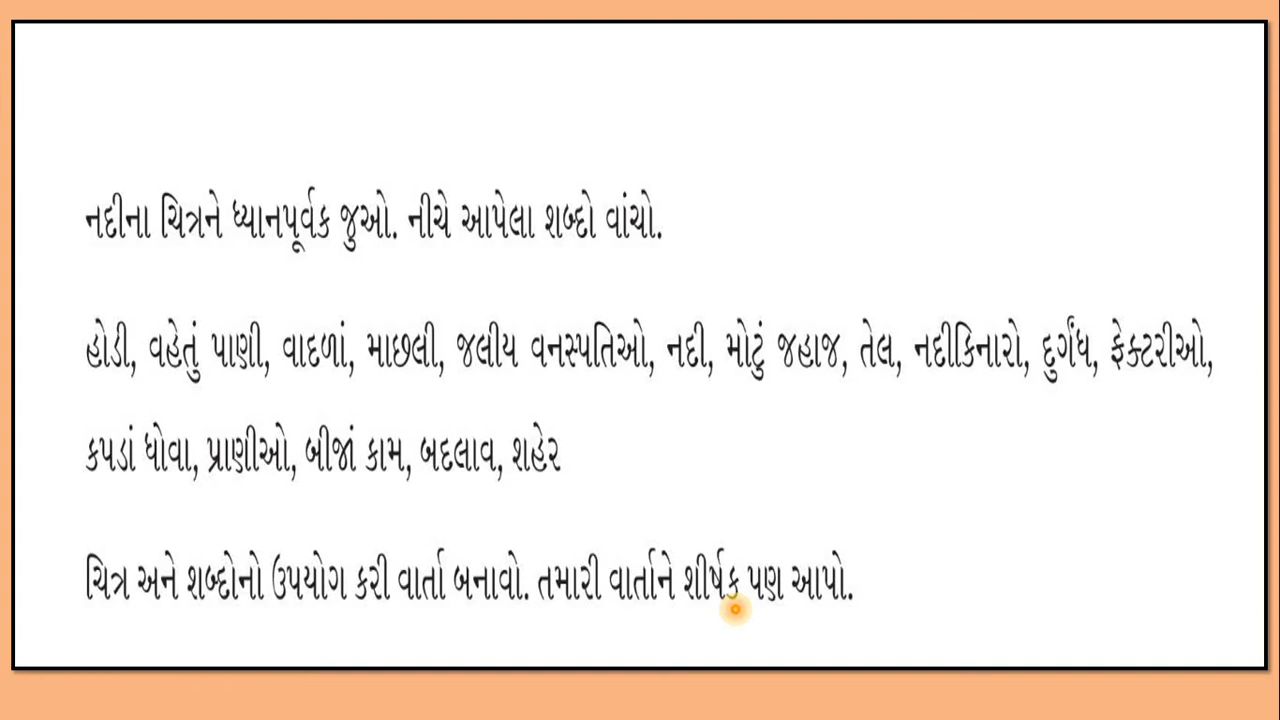 નદીના ચિત્રને ધ્યાનપૂર્વક જુઓ. નીચે આપેલા શબ્દો વાંચો.
હોડી, વહેતું પાણી, વાદળાં, માછલી, જલીય વનસ્પતિઓ, નદી, મોટું જહાજ, તેલ, નદીકિનારો, દુર્ગંધ, ફેક્ટરીઓ,
કપડાં ધોવા, પ્રાણીઓ, બીજાં કામ, બદલાવ, શહેર
ચિત્ર અને શબ્દોનો ઉપયોગ કરી વાર્તા બનાવો. તમારી વાર્તાને શીર્ષક પણ આપો.